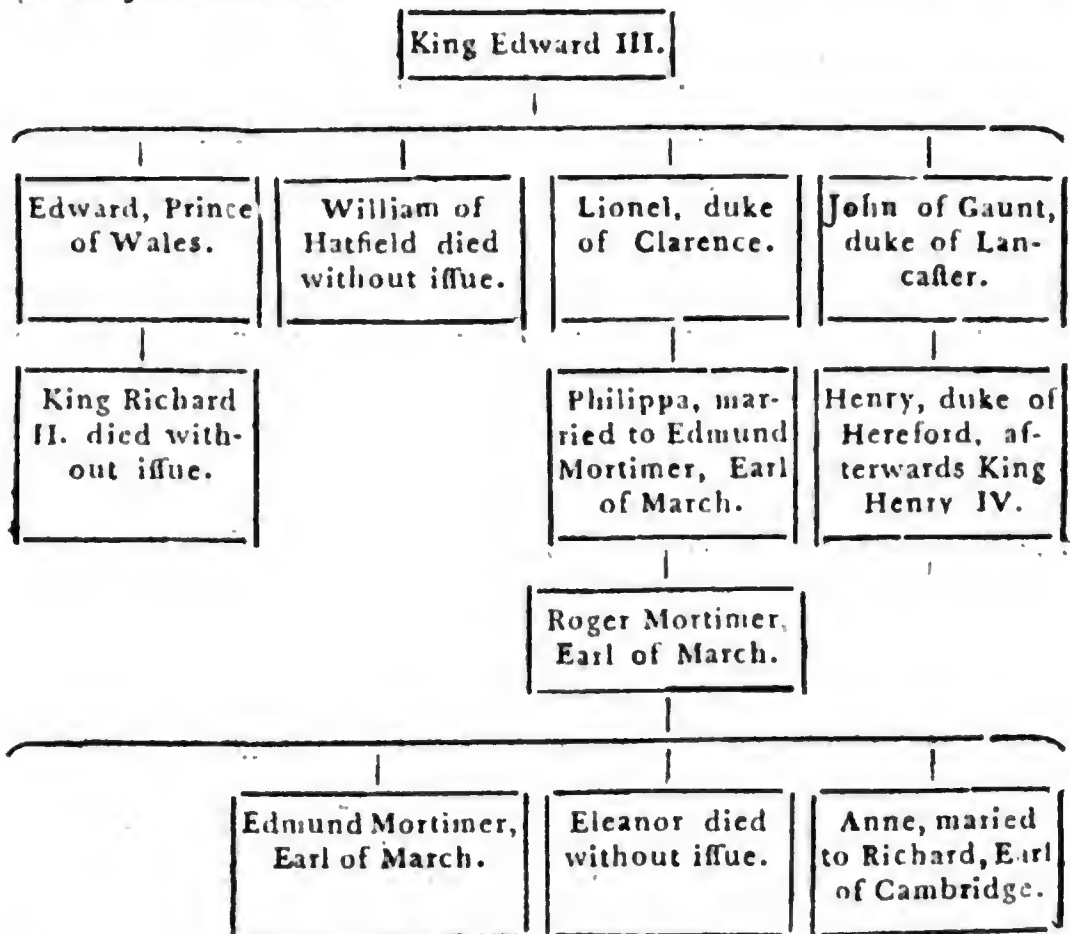 King Edward III.
Edward, Prince
of Wales.
William of
Hatfield died
without iſſue.
Lionel, duke
of Clarence.
John of Gaunt,
duke of Lan-
caſter.
King Richard
II. died with-
out iſſue.
Philippa, mar-
ried to Edmund
Mortimer, Earl
of March.
Henry, duke of
Hereford, af-
terwards King
Henry IV.
Roger Mortimer,
Earl of March.
Edmund Mortimer,
Earl of March.
Eleanor died
without iſſue.
Anne, maried
to Richard, Earl
of Cambridge.